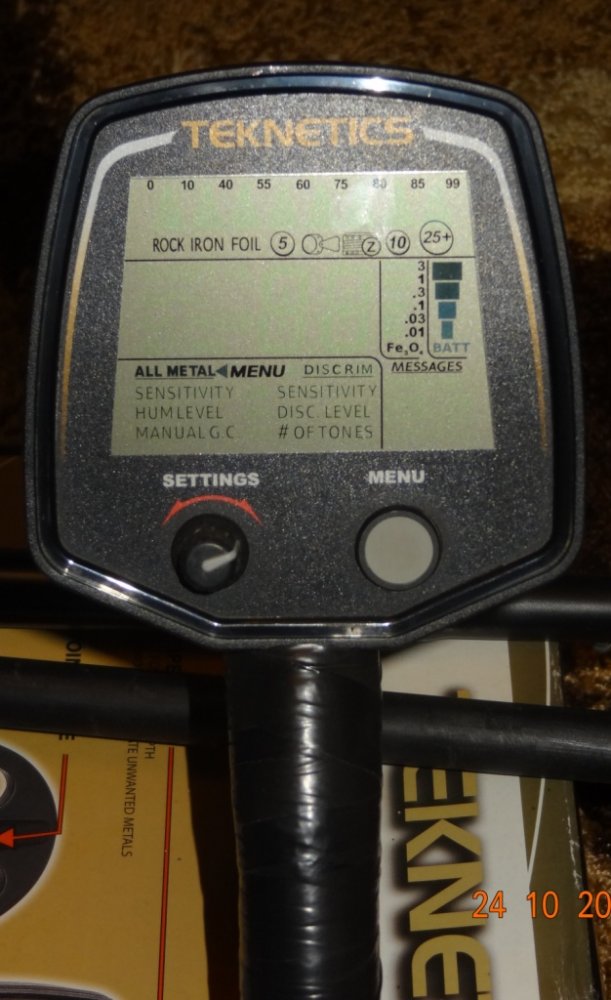 TEKNETICS
0 10 40 55 60 75 80 85 99
ROCK IRON FOIL 5 Z 10 25+
3
1
.3
.1
.03
.01
Fe₃O₄ BATT
ALL METAL MENU DISCRIM MESSAGES
SENSITIVITY SENSITIVITY
HUM LEVEL DISC. LEVEL
MANUAL G.C # OF TONES
SETTINGS MENU
UNWANTED METALS
24 10 20